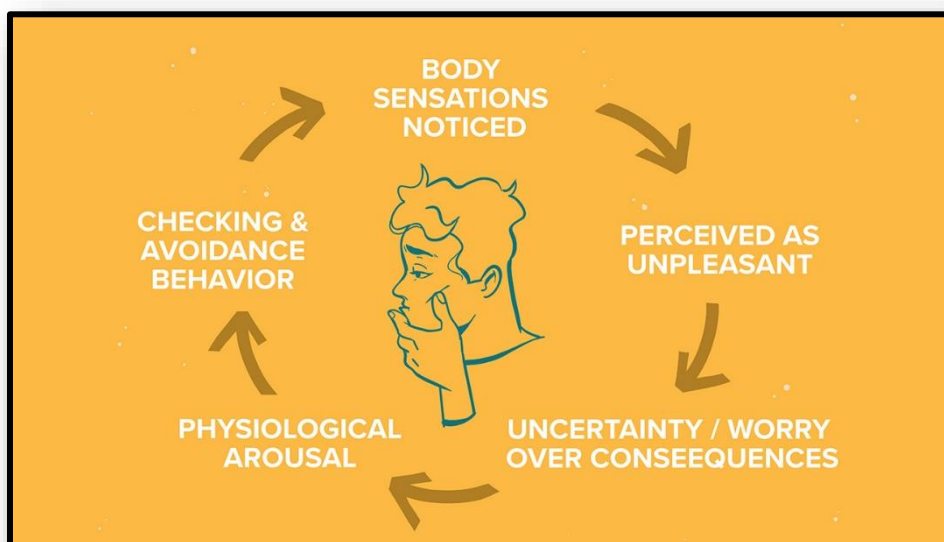 BODY
SENSATIONS
NOTICED
PERCEIVED AS
UNPLEASANT
UNCERTAINTY / WORRY
OVER CONSEEQUENCES
PHYSIOLOGICAL
AROUSAL
CHECKING &
AVOIDANCE
BEHAVIOR